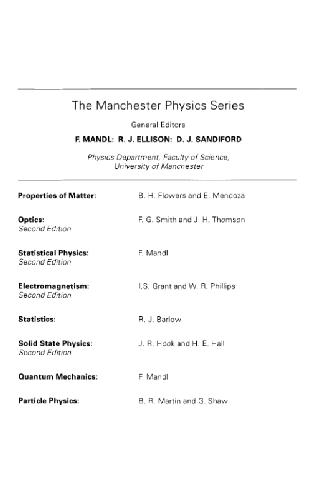 The Manchester Physics Series
General Editors
F. MANDL: R. J. ELLISON: D. J. SANDIFORD
Physics Department, Faculty of Science,
University of Manchester
Properties of Matter: B. H. Flowers and E. Mendoza
Optics: F. G. Smith and J. H. Thomson
Second Edition
Statistical Physics: F. Mandl
Second Edition
Electromagnetism: I.S. Grant and W. R. Phillips
Second Edition
Statistics: R. J. Barlow
Solid State Physics: J. R. Hook and H. E. Hall
Second Edition
Quantum Mechanics: F. Mandl
Particle Physics: B. R. Martin and G. Shaw